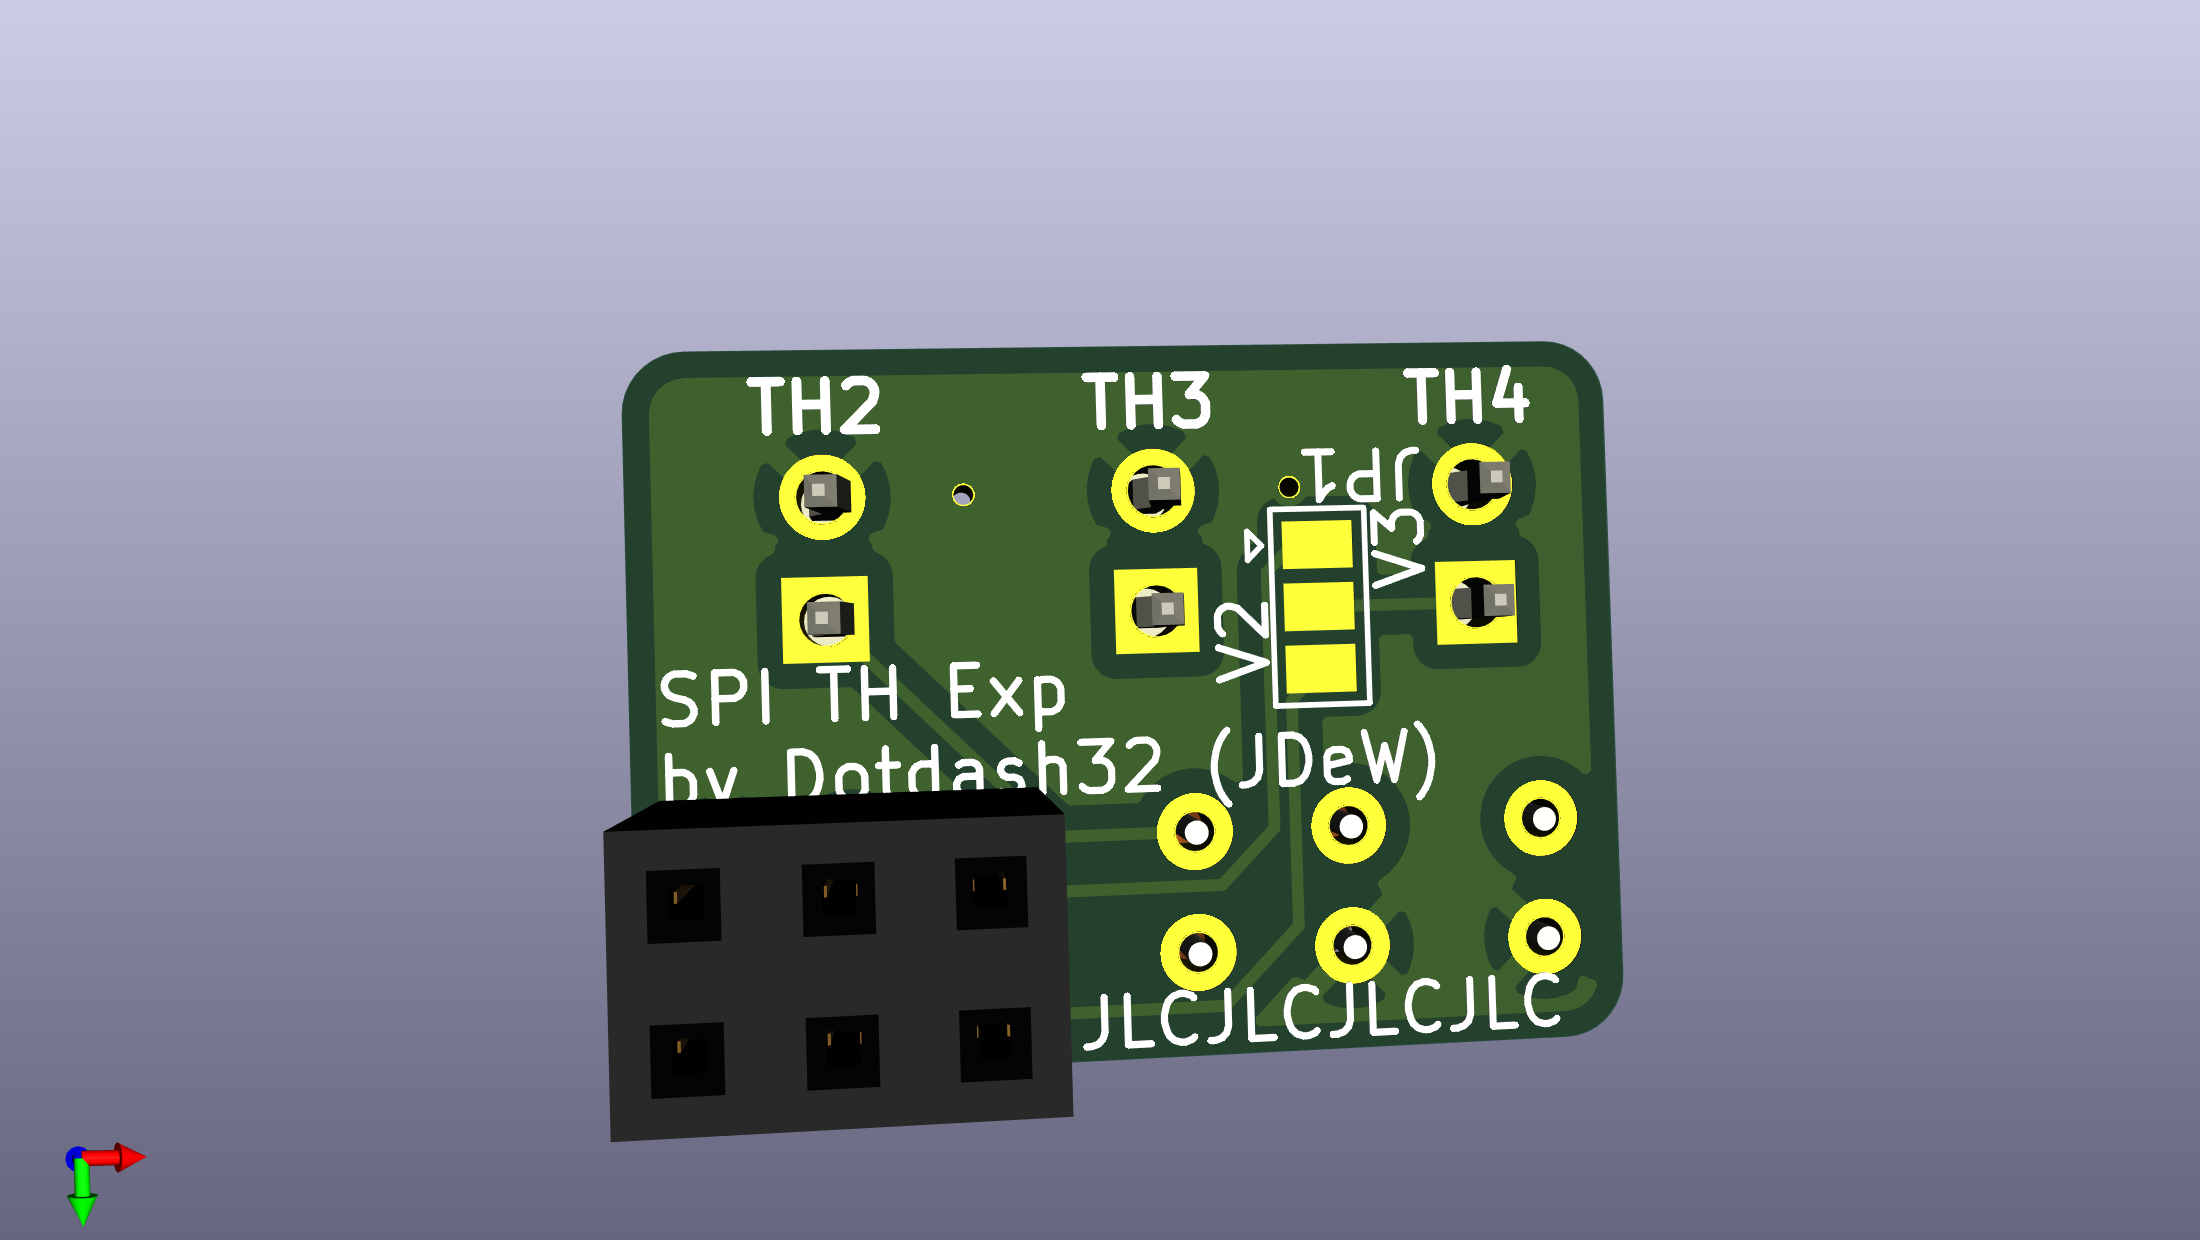 TH2 TH3 TH4
JP1
V3
V2
SPI TH Exp
by Dotdash32 (JDeW)
JLCJLCJLCJLC